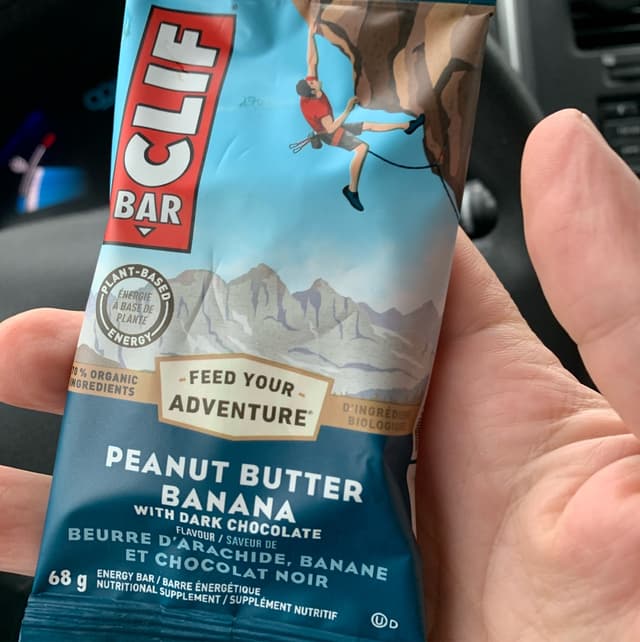 CLIF
BAR
PLANT-BASED
ÉNERGIE
À BASE DE
PLANTE
ENERGY
70% ORGANIC
INGREDIENTS
- FEED YOUR -
ADVENTURE®
D'INGRÉD
BIOLOGI
PEANUT BUTTER
BANANA
WITH DARK CHOCOLATE
FLAVOUR / SAVEUR DE
BEURRE D'ARACHIDE, BANANE
ET CHOCOLAT NOIR
68 g
ENERGY BAR / BARRE ÉNERGÉTIQUE
NUTRITIONAL SUPPLEMENT / SUPPLÉMENT NUTRITIF
Ⓤ D